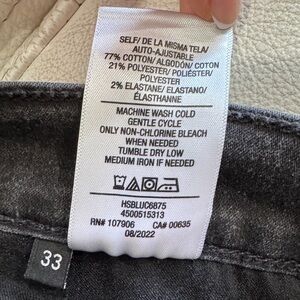 SELF/ DE LA MISMA TELA/
AUTO-AJUSTABLE
77% COTTON/ ALGODÓN/ COTON
21% POLYESTER/ POLIÉSTER/
POLYESTER
2% ELASTANE/ ELASTANO/
ÉLASTHANNE
MACHINE WASH COLD
GENTLE CYCLE
ONLY NON-CHLORINE BLEACH
WHEN NEEDED
TUMBLE DRY LOW
MEDIUM IRON IF NEEDED
HSBLUC6875
4500515313
RN# 107906 CA# 00635
08/2022
33